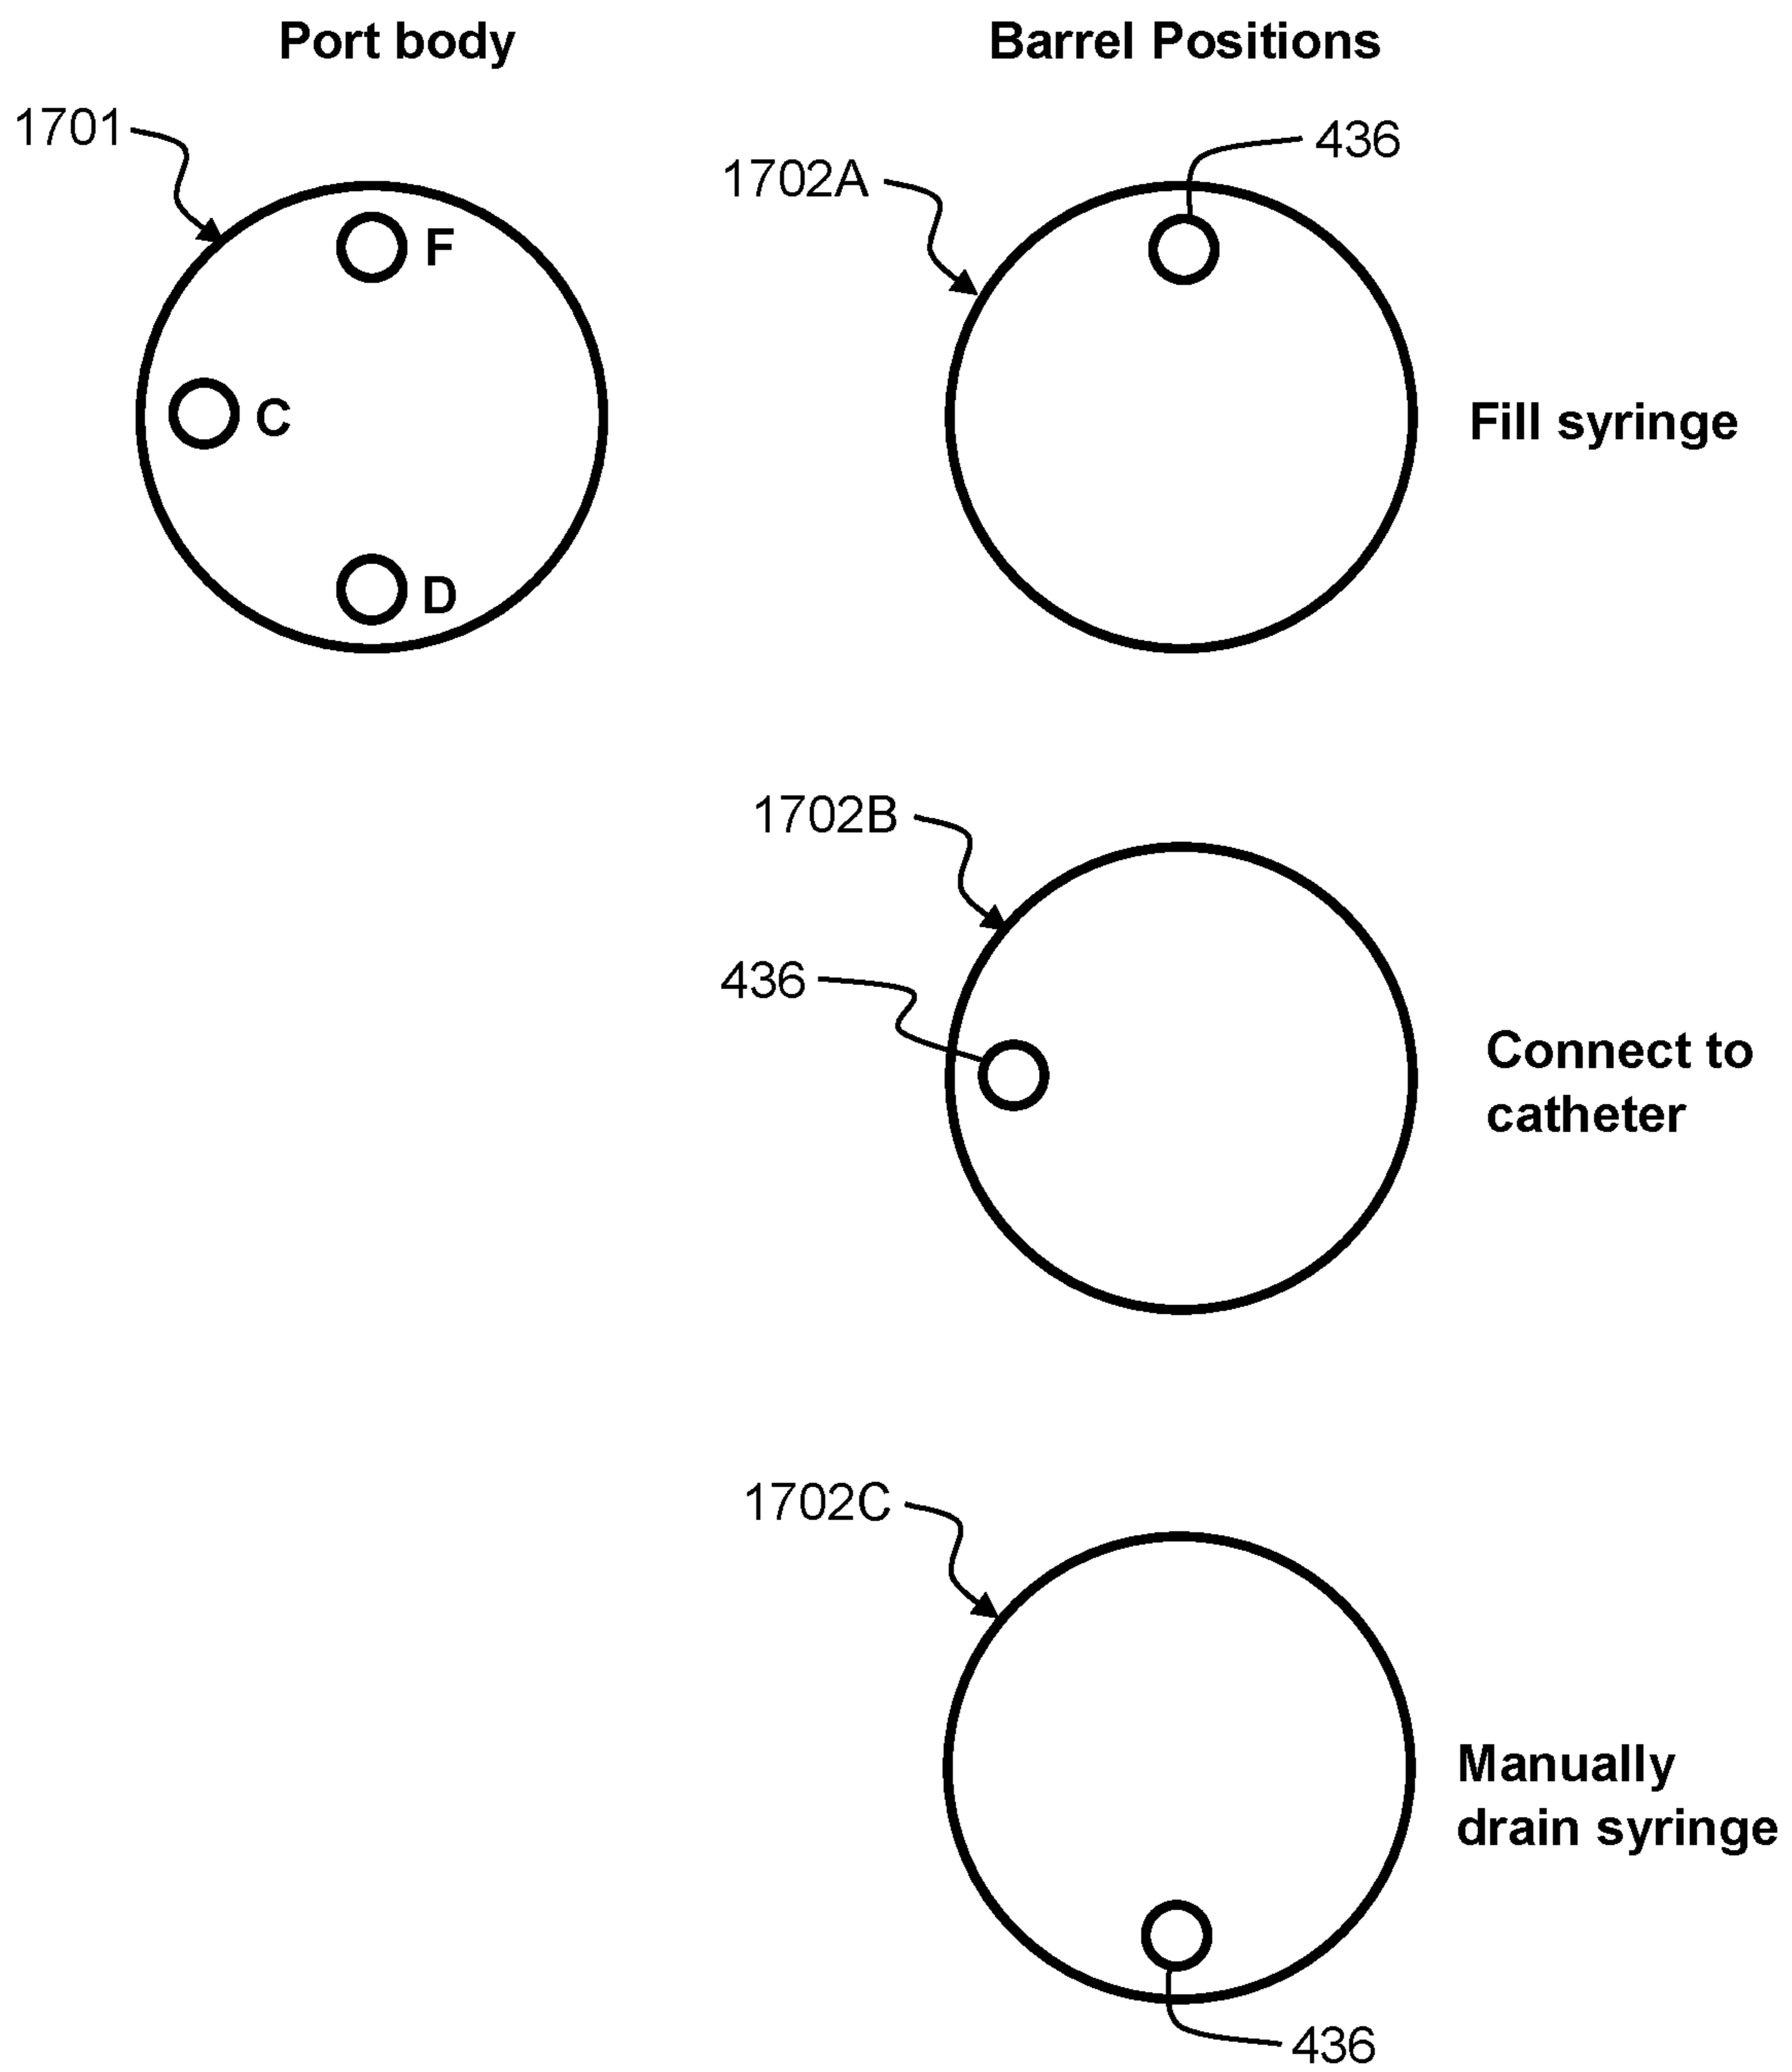 Port body
Barrel Positions
1701
436
1702A
F
C
D
Fill syringe
1702B
436
Connect to
catheter
1702C
Manually
drain syringe
436